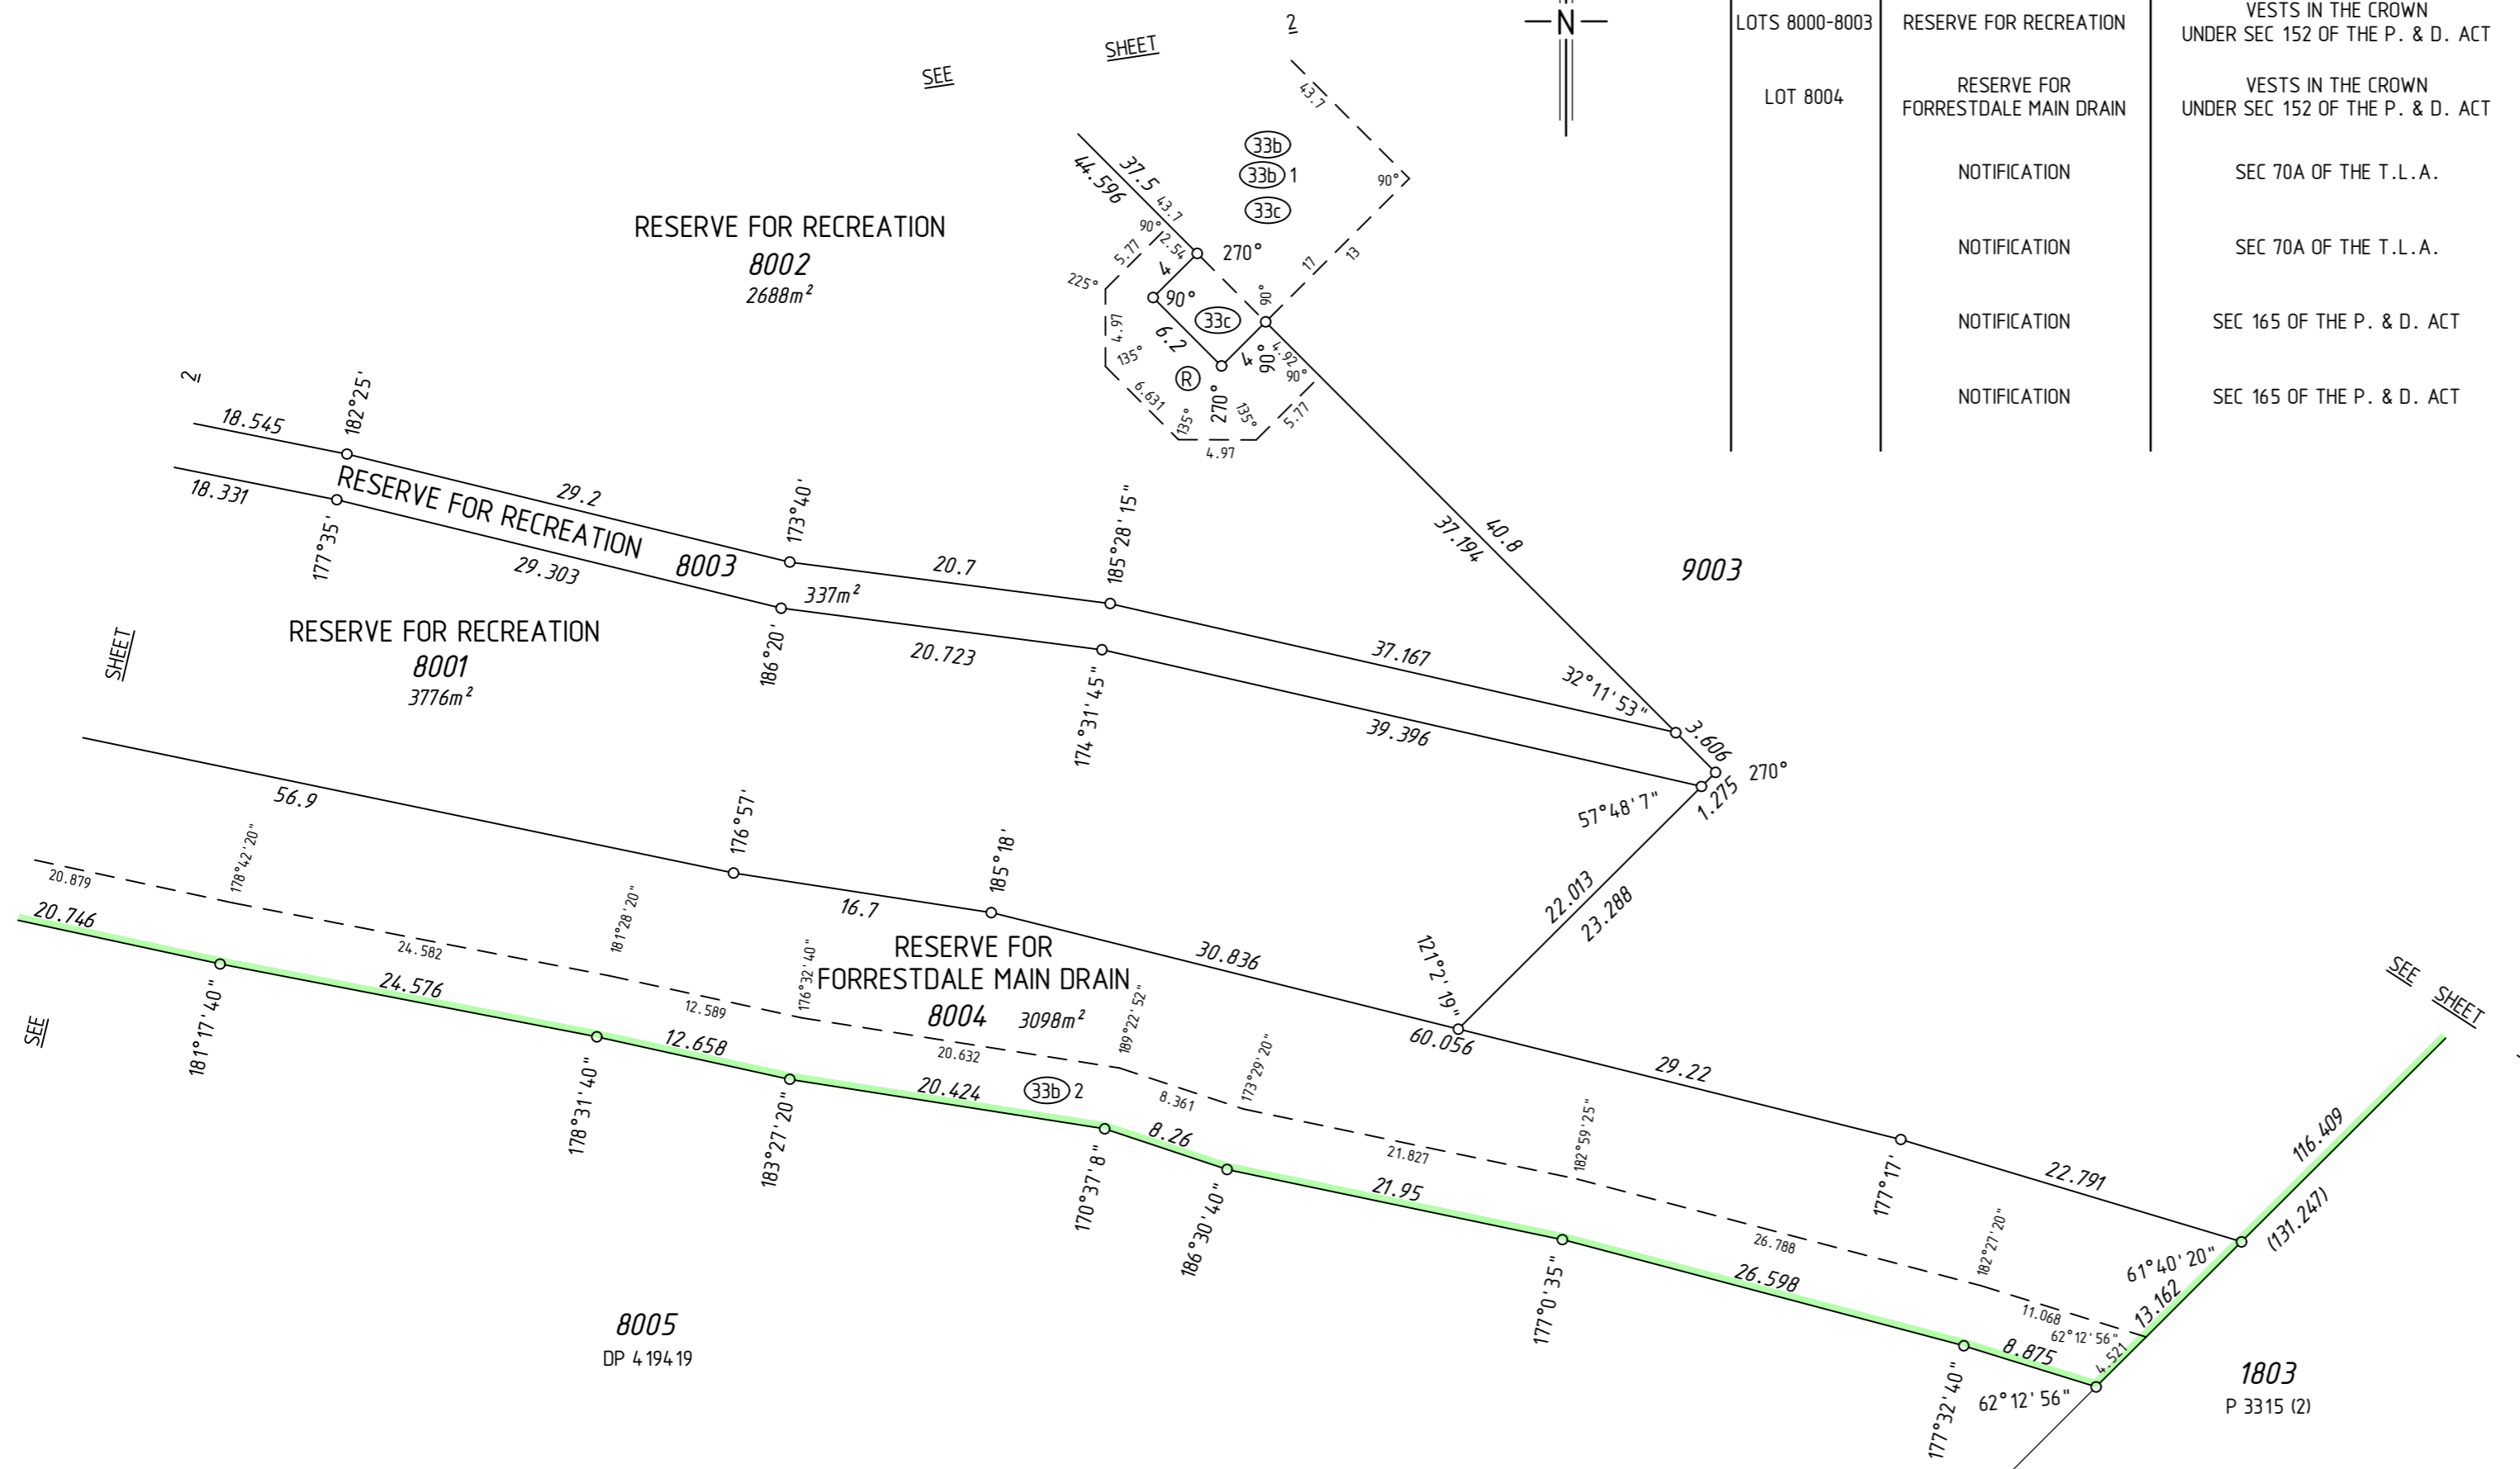 2
SHEET
SEE
N
LOTS 8000-8003
RESERVE FOR RECREATION
VESTS IN THE CROWN
UNDER SEC 152 OF THE P. & D. ACT
LOT 8004
RESERVE FOR
FORRESTDALE MAIN DRAIN
VESTS IN THE CROWN
UNDER SEC 152 OF THE P. & D. ACT
NOTIFICATION
SEC 70A OF THE T.L.A.
NOTIFICATION
SEC 70A OF THE T.L.A.
NOTIFICATION
SEC 165 OF THE P. & D. ACT
NOTIFICATION
SEC 165 OF THE P. & D. ACT
43.7
33b
33b 1
33c
90°
37.5
44.596
43.7
RESERVE FOR RECREATION
8002
2688m²
90°
2.54
5.77
4
270°
17
13
225°
90°
90°
33c
4.97
135°
6.2
4
90°
4.92
90°
R
6.631
135°
270°
135°
5.77
4.97
2
182°25'
18.545
18.331
29.2
RESERVE FOR RECREATION
8003
337m²
173°40'
20.7
185°28'15"
177°35'
29.303
40.8
37.194
9003
RESERVE FOR RECREATION
8001
3776m²
SHEET
186°20'
20.723
174°31'45"
37.167
32°11'53"
39.396
3.606
270°
1.275
57°48'7"
56.9
176°57'
185°18'
16.7
22.013
23.288
121°2'19"
20.879
178°42'20"
20.746
24.582
181°28'20"
12.589
176°32'40"
RESERVE FOR
FORRESTDALE MAIN DRAIN
8004 3098m²
30.836
60.056
29.22
SEE
SHEET
SEE
181°17'40"
24.576
178°31'40"
12.658
183°27'20"
20.632
189°22'52"
20.424
33b 2
8.361
173°29'20"
8.26
170°37'8"
186°30'40"
21.827
182°59'25"
21.95
177°0'35"
26.788
26.598
177°17'
22.791
116.409
(131.247)
182°27'20"
61°40'20"
13.162
11.068
62°12'56"
4.521
8.875
177°32'40"
62°12'56"
8005
DP 419419
1803
P 3315 (2)